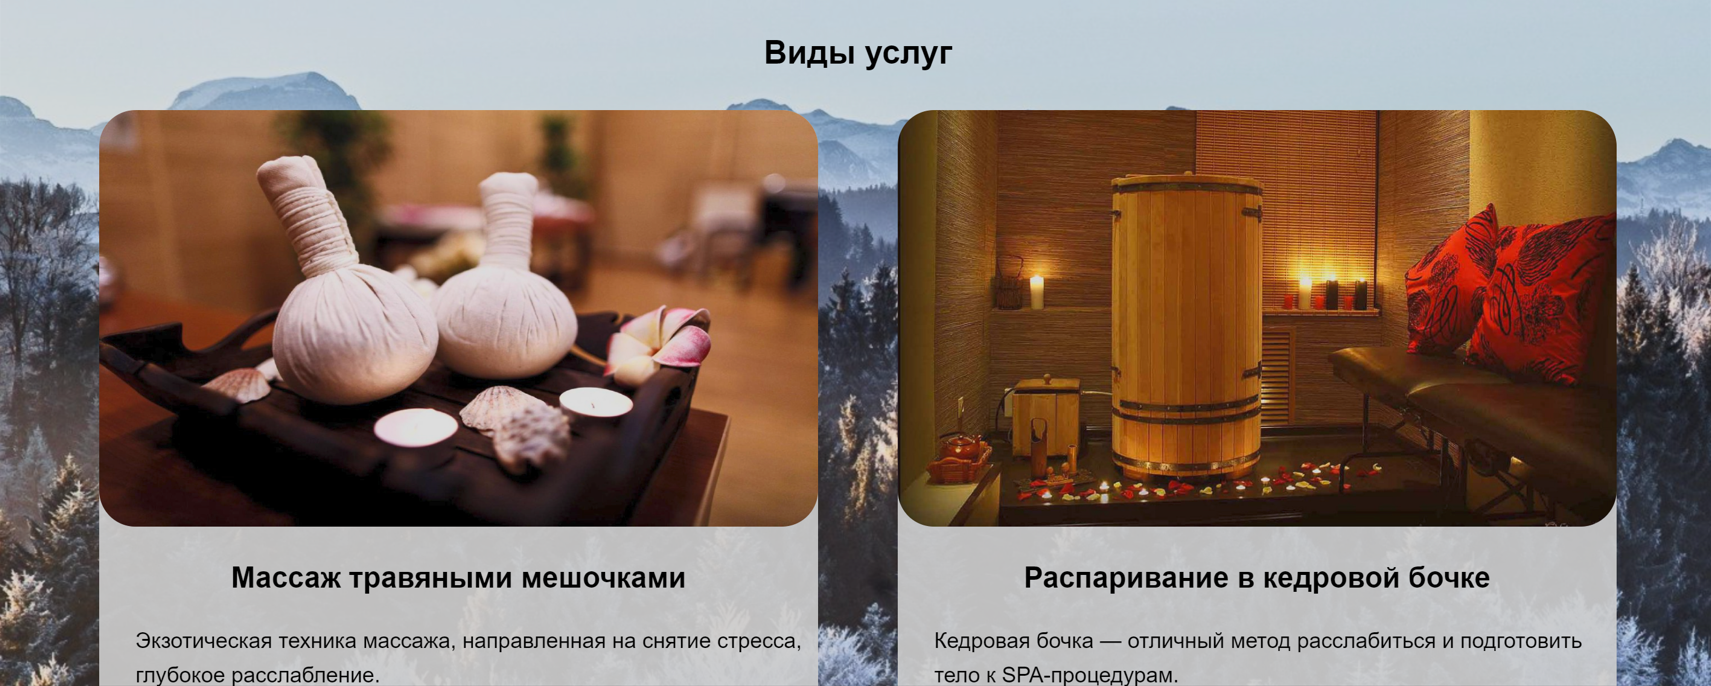 Виды услуг
Массаж травяными мешочками
Экзотическая техника массажа, направленная на снятие стресса,
глубокое расслабление.
Распаривание в кедровой бочке
Кедровая бочка — отличный метод расслабиться и подготовить
тело к SPA-процедурам.